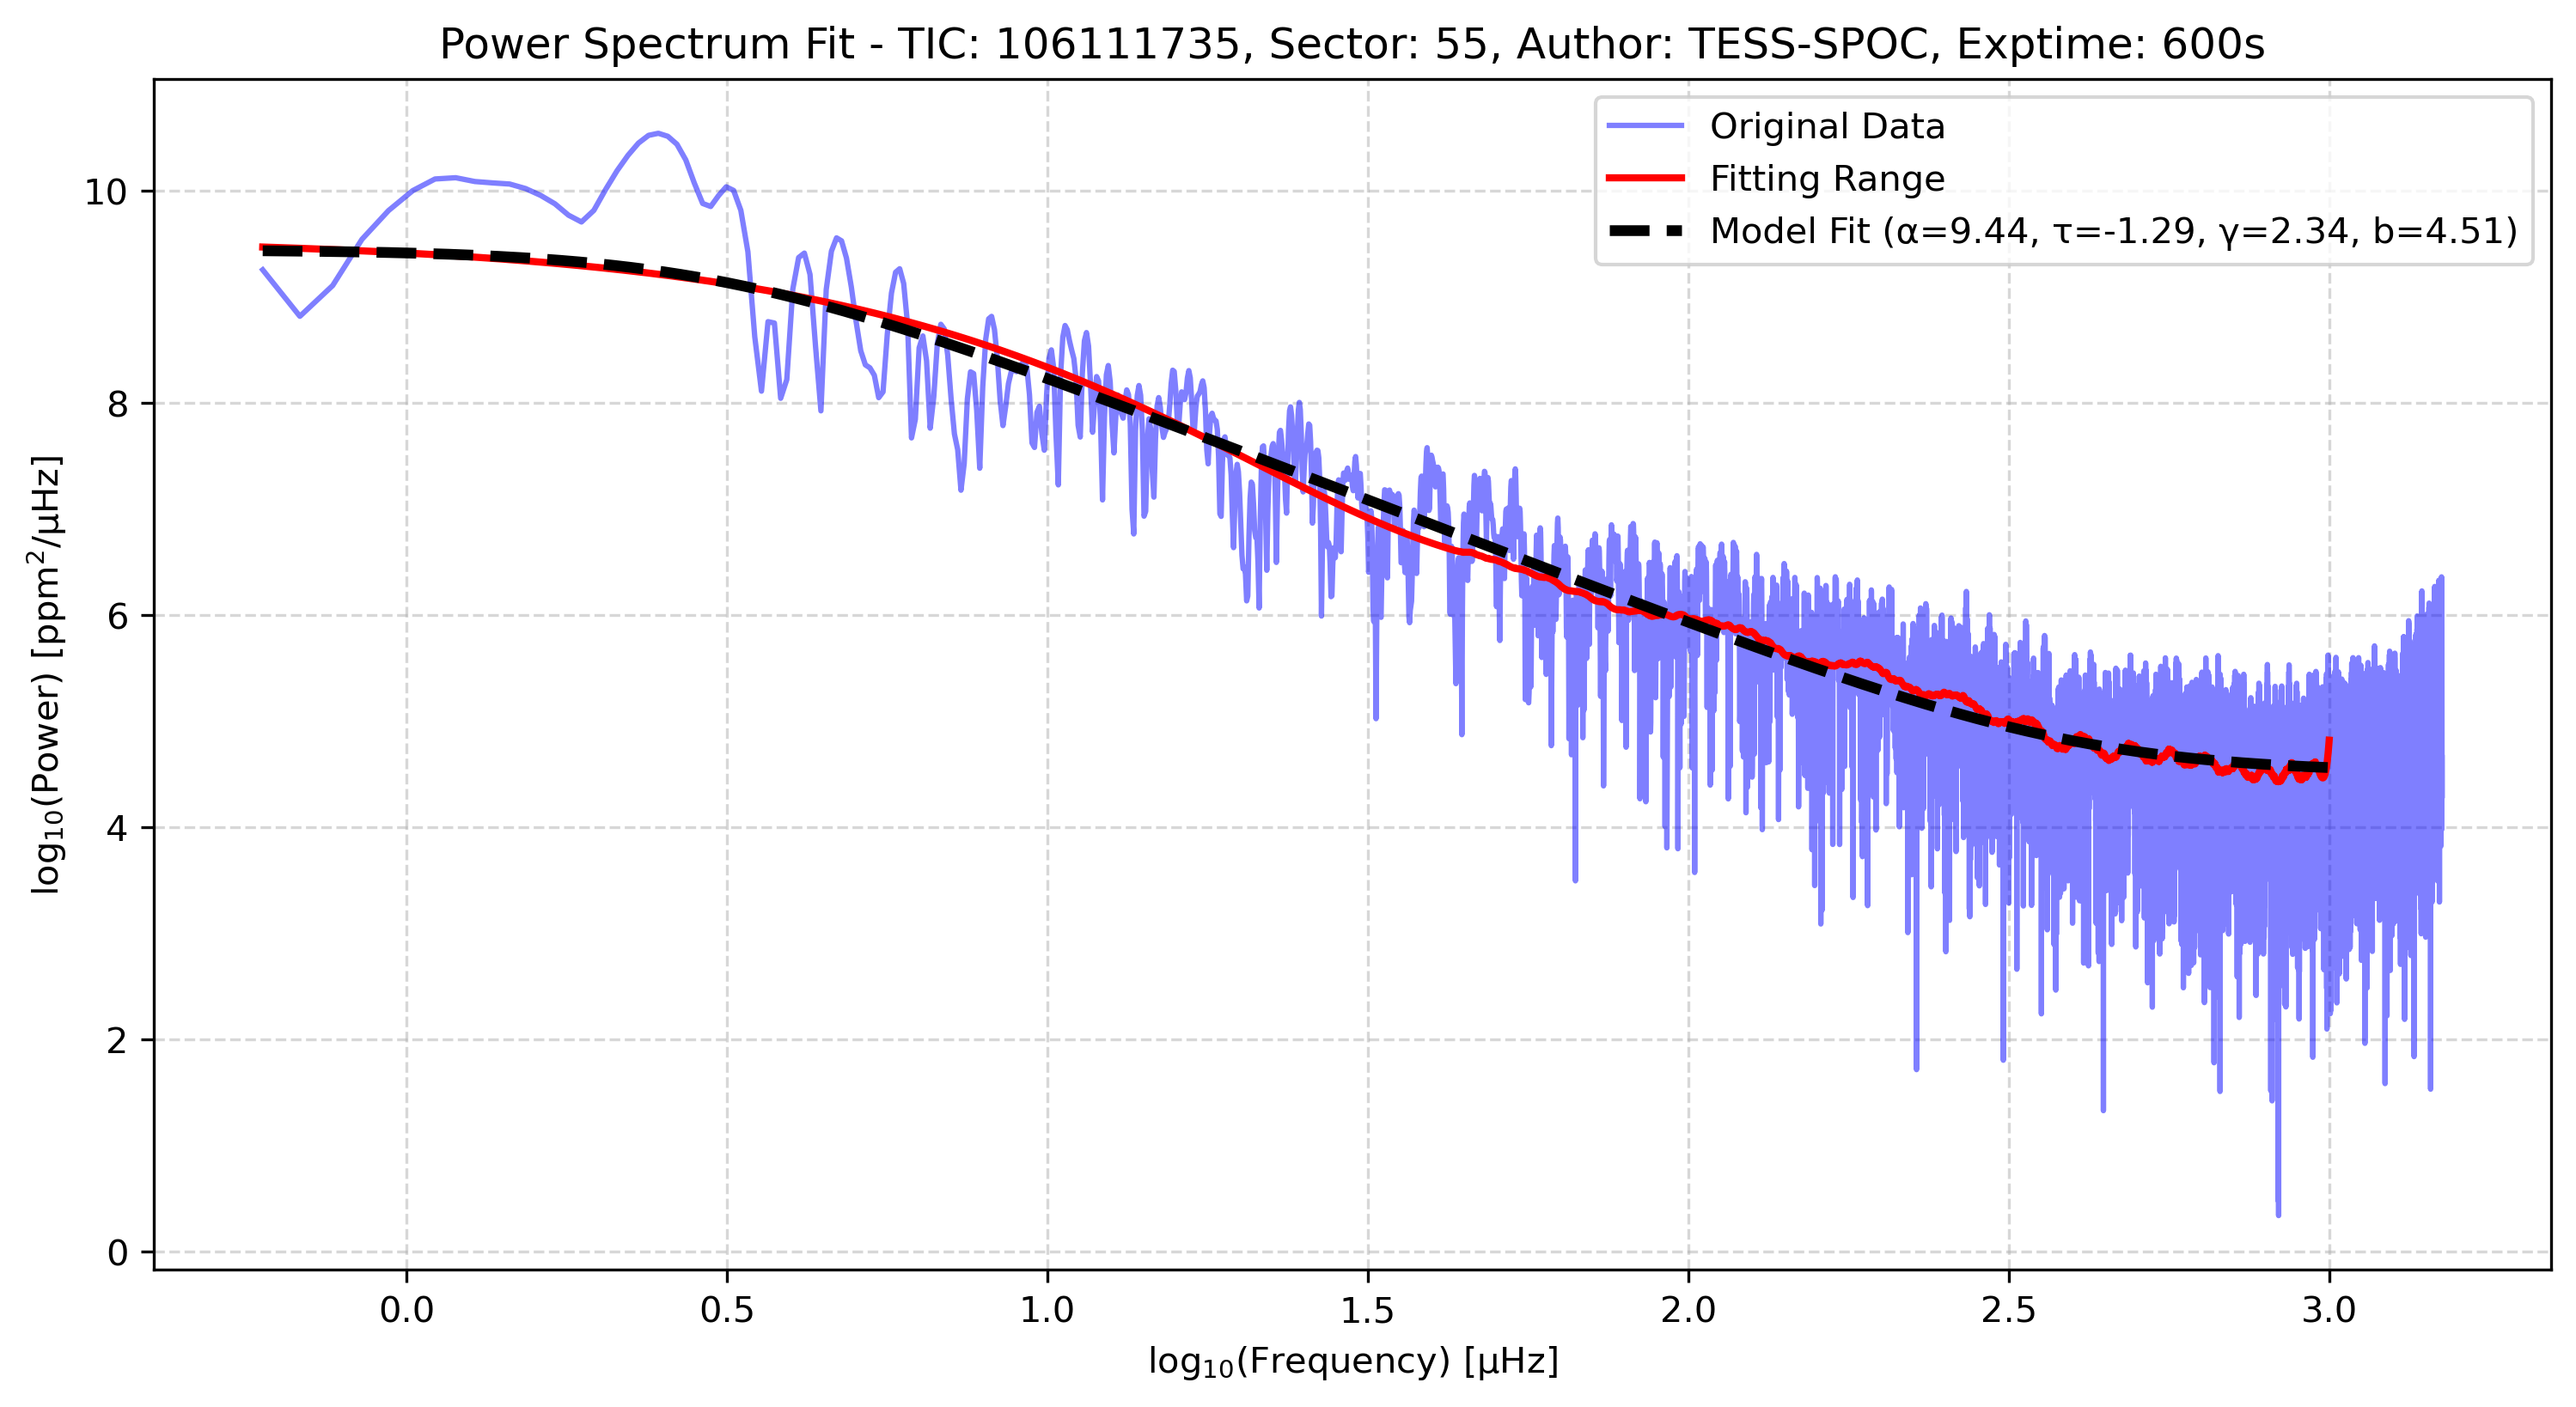 Power Spectrum Fit - TIC: 106111735, Sector: 55, Author: TESS-SPOC, Exptime: 600s
Original Data
Fitting Range
Model Fit (α=9.44, τ=-1.29, γ=2.34, b=4.51)
log₁₀(Power) [ppm²/μHz]
10
8
6
4
2
0
0.0 0.5 1.0 1.5 2.0 2.5 3.0
log₁₀(Frequency) [μHz]